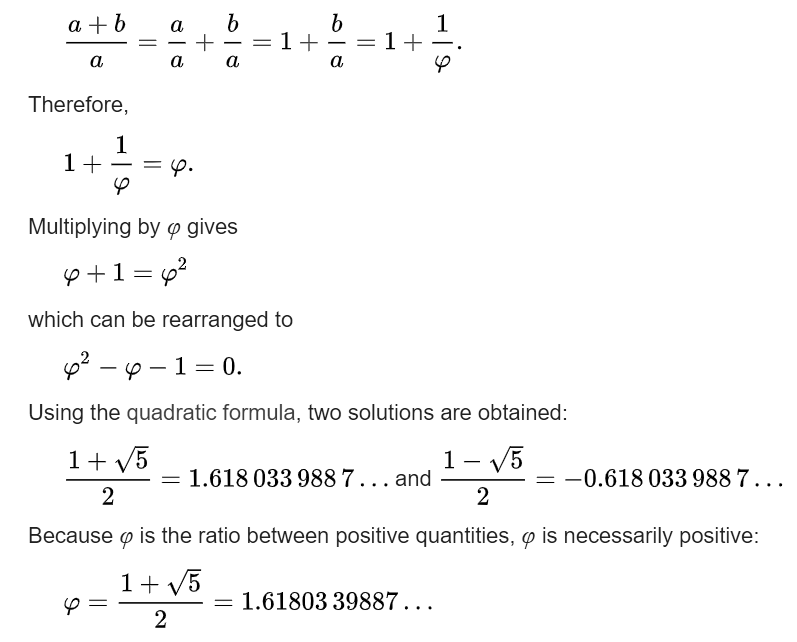 (a + b)/a = a/a + b/a = 1 + b/a = 1 + 1/φ.
Therefore,
1 + 1/φ = φ.
Multiplying by φ gives
φ + 1 = φ²
which can be rearranged to
φ² − φ − 1 = 0.
Using the quadratic formula, two solutions are obtained:
(1 + √5)/2 = 1.618 033 988 7 ... and (1 − √5)/2 = −0.618 033 988 7 ...
Because φ is the ratio between positive quantities, φ is necessarily positive:
φ = (1 + √5)/2 = 1.61803 39887 ...